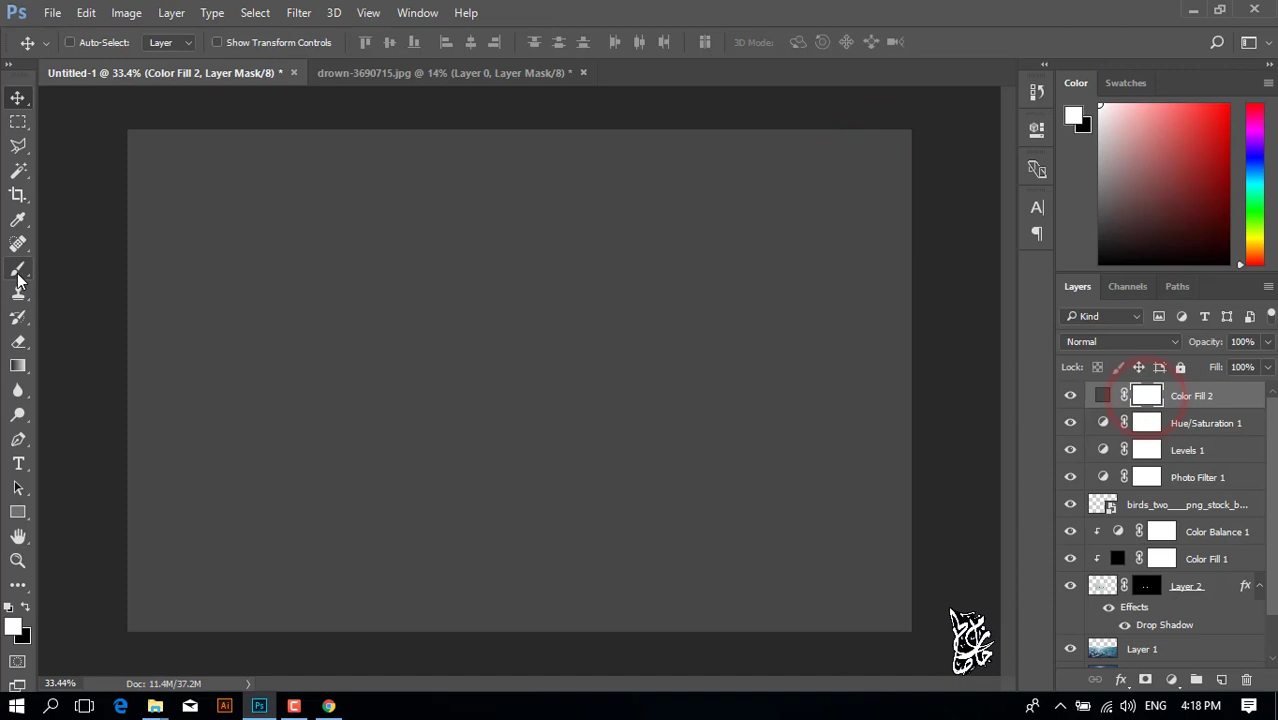 Ps File Edit Image Layer Type Select Filter 3D View Window Help
Auto-Select: Layer Show Transform Controls 3D Mode:
Untitled-1 @ 33.4% (Color Fill 2, Layer Mask/8) * × drown-3690715.jpg @ 14% (Layer 0, Layer Mask/8) * ×
Color Swatches
Layers Channels Paths
Kind
Normal Opacity: 100%
Lock: Fill: 100%
Color Fill 2
Hue/Saturation 1
Levels 1
Photo Filter 1
birds_two____png_stock_b...
Color Balance 1
Color Fill 1
Layer 2 fx
Effects
Drop Shadow
Layer 1
33.44% Doc: 11.4M/37.2M
Ai Ps ENG 4:18 PM